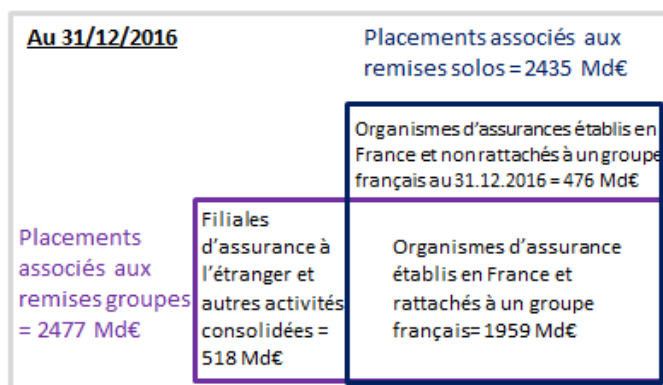 Au 31/12/2016
Placements associés aux
remises solos = 2435 Md€
Organismes d'assurances établis en
France et non rattachés à un groupe
français au 31.12.2016 = 476 Md€
Placements
associés aux
remises groupes
= 2477 Md€
Filiales
d'assurance à
l'étranger et
autres activités
consolidées =
518 Md€
Organismes d'assurance
établis en France et
rattachés à un groupe
français= 1959 Md€